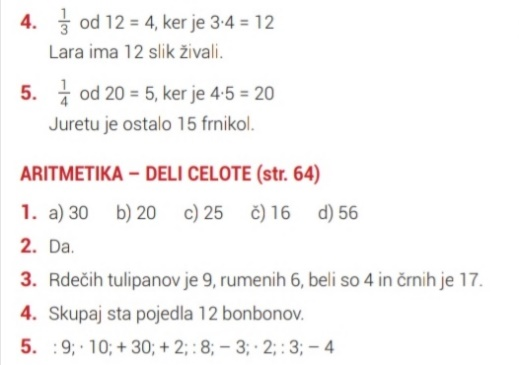 4. 1/3 od 12 = 4, ker je 3·4 = 12
Lara ima 12 slik živali.
5. 1/4 od 20 = 5, ker je 4·5 = 20
Juretu je ostalo 15 frnikol.
ARITMETIKA – DELI CELOTE (str. 64)
1. a) 30 b) 20 c) 25 č) 16 d) 56
2. Da.
3. Rdečih tulipanov je 9, rumenih 6, beli so 4 in črnih je 17.
4. Skupaj sta pojedla 12 bonbonov.
5. : 9; · 10; + 30; + 2; : 8; – 3; · 2; : 3; – 4